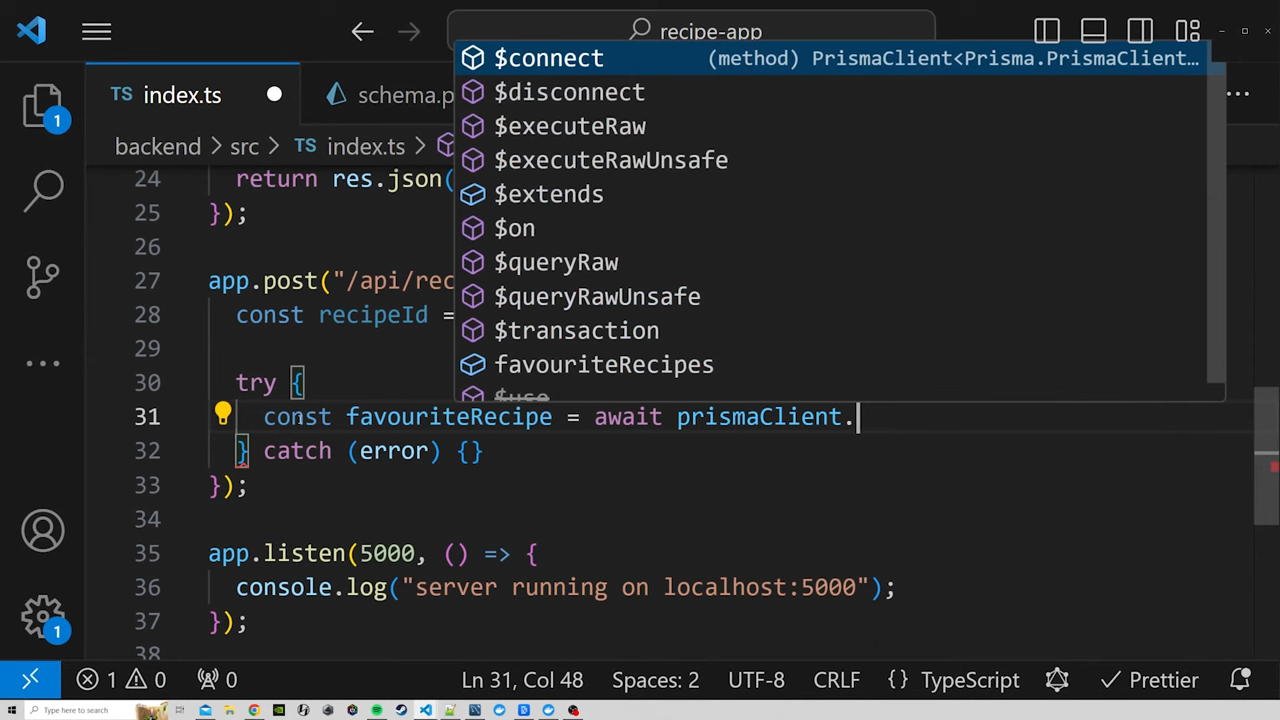 recipe-app
TS index.ts
schema.p
backend > src > TS index.ts >
$connect (method) PrismaClient<Prisma.PrismaClient…
$disconnect
$executeRaw
$executeRawUnsafe
$extends
$on
$queryRaw
$queryRawUnsafe
$transaction
favouriteRecipes
$use
24 return res.json(
25 });
26
27 app.post("/api/rec
28 const recipeId =
29
30 try {
31 const favouriteRecipe = await prismaClient.
32 } catch (error) {}
33 });
34
35 app.listen(5000, () => {
36 console.log("server running on localhost:5000");
37 });
38
1
1
1 0 0 Ln 31, Col 48 Spaces: 2 UTF-8 CRLF {} TypeScript Prettier
Type here to search